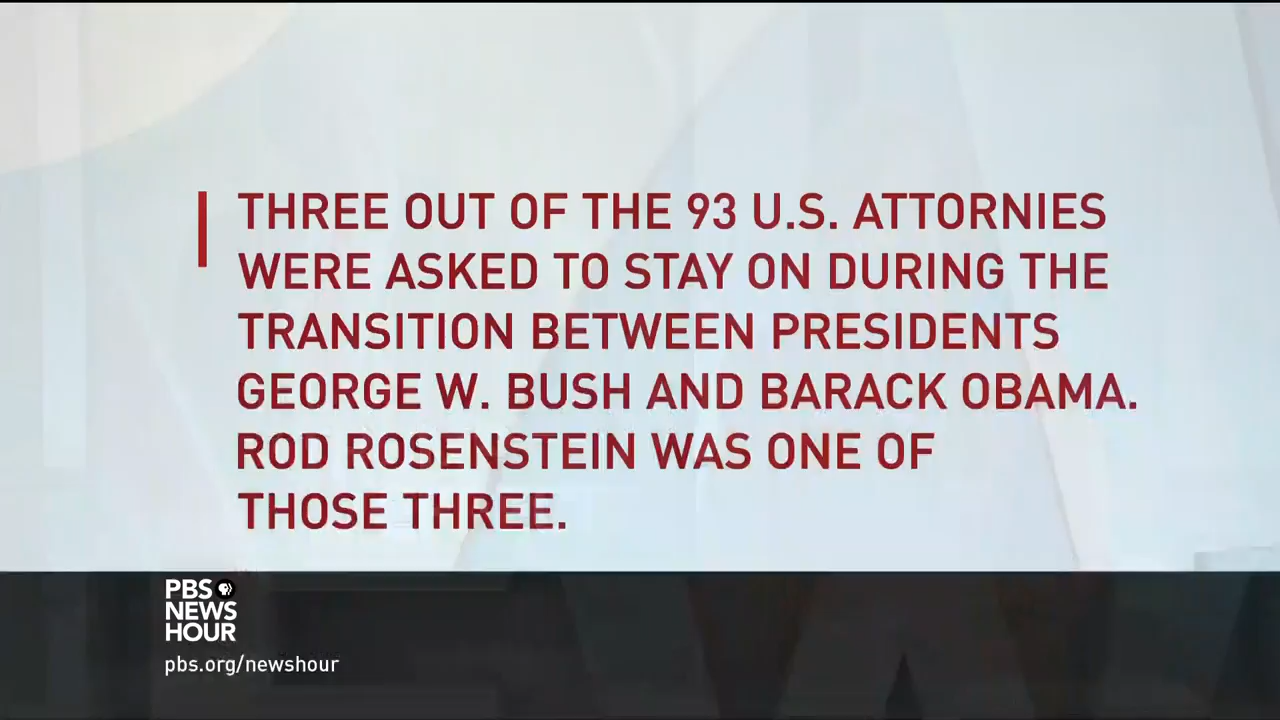 THREE OUT OF THE 93 U.S. ATTORNIES
WERE ASKED TO STAY ON DURING THE
TRANSITION BETWEEN PRESIDENTS
GEORGE W. BUSH AND BARACK OBAMA.
ROD ROSENSTEIN WAS ONE OF
THOSE THREE.
PBS
NEWS
HOUR
pbs.org/newshour